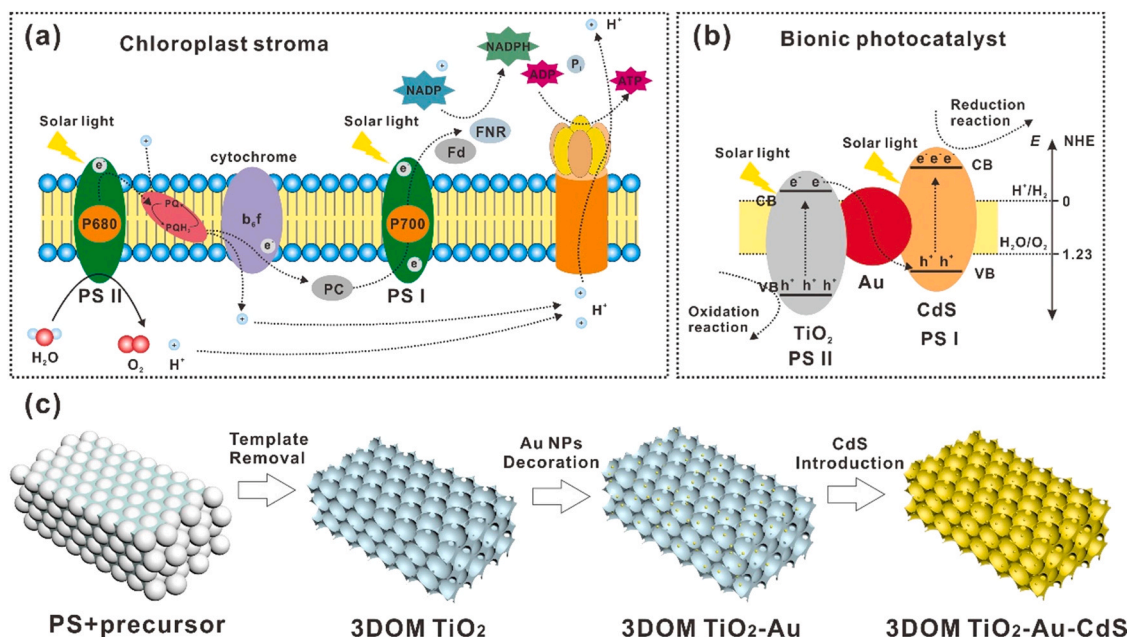 (a)
Chloroplast stroma
NADPH
H⁺
NADP
ADP
Pᵢ
ATP
Solar light
Solar light
FNR
Fd
cytochrome
e⁻
PQ
PQH₂
P680
b₆f
e⁻
P700
e⁻
e⁻
PS II
PC
PS I
H⁺
H₂O
O₂
H⁺
(b)
Bionic photocatalyst
Reduction
reaction
E NHE
Solar light
Solar light
e⁻ e⁻ e⁻
CB
H⁺/H₂
0
e⁻ e⁻
CB
H₂O/O₂
1.23
h⁺ h⁺
VB
Au
VB
h⁺ h⁺ h⁺
CdS
PS I
Oxidation
reaction
TiO₂
PS II
(c)
Template
Removal
Au NPs
Decoration
CdS
Introduction
PS+precursor
3DOM TiO₂
3DOM TiO₂-Au
3DOM TiO₂-Au-CdS